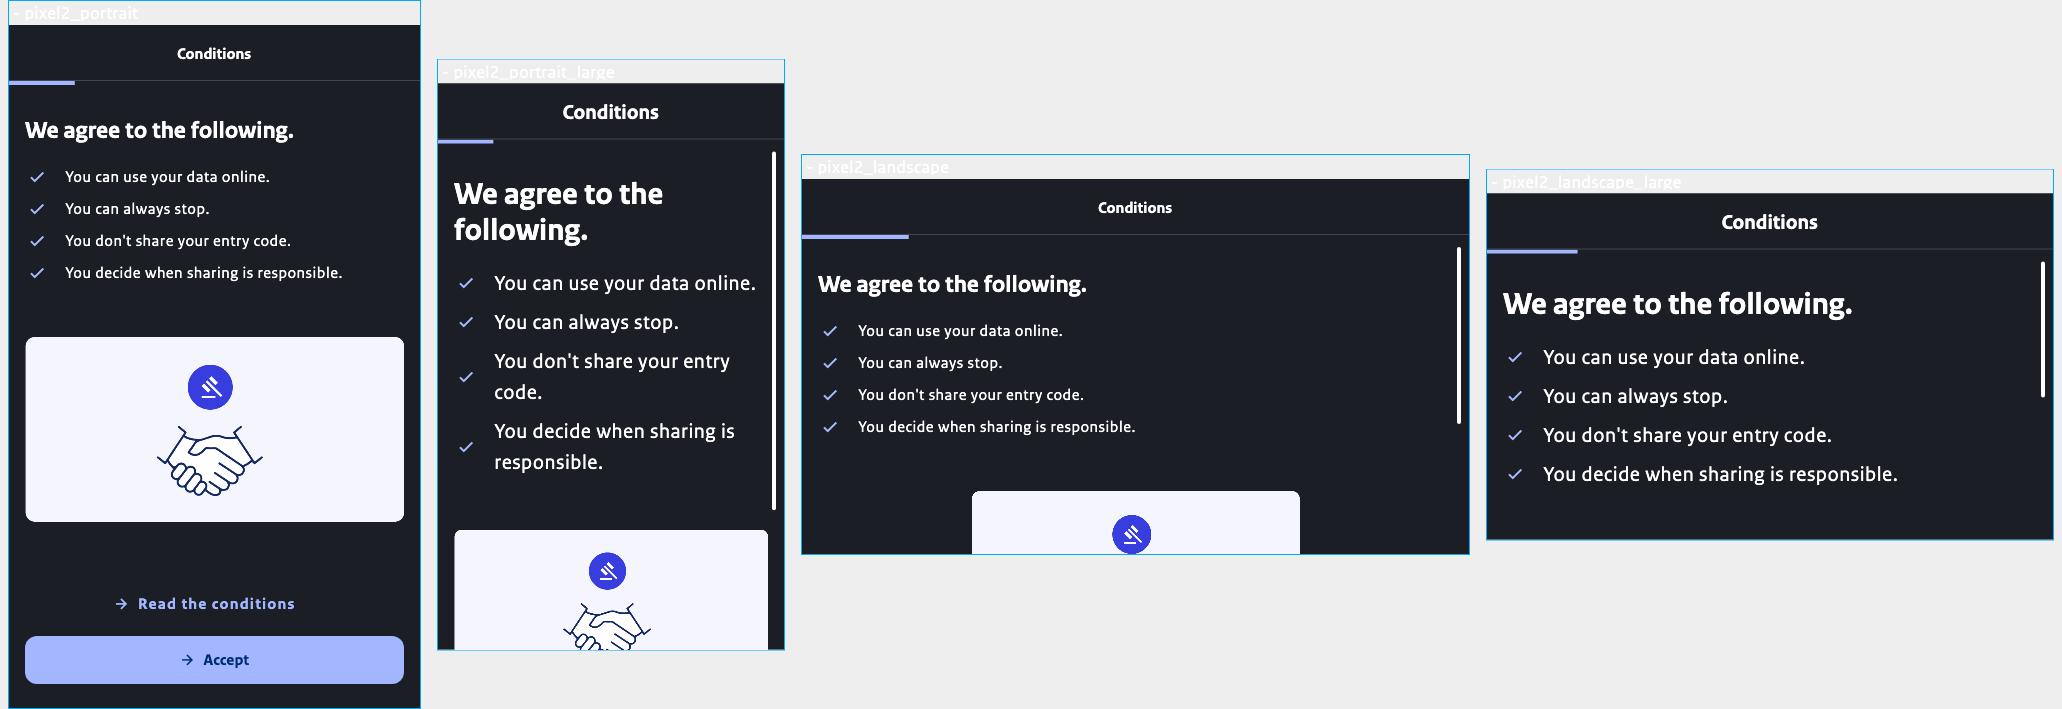 - pixel2_portrait
Conditions
We agree to the following.
You can use your data online.
You can always stop.
You don't share your entry code.
You decide when sharing is responsible.
Read the conditions
Accept
- pixel2_portrait_large
Conditions
We agree to the
following.
You can use your data online.
You can always stop.
You don't share your entry
code.
You decide when sharing is
responsible.
- pixel2_landscape
Conditions
We agree to the following.
You can use your data online.
You can always stop.
You don't share your entry code.
You decide when sharing is responsible.
- pixel2_landscape_large
Conditions
We agree to the following.
You can use your data online.
You can always stop.
You don't share your entry code.
You decide when sharing is responsible.